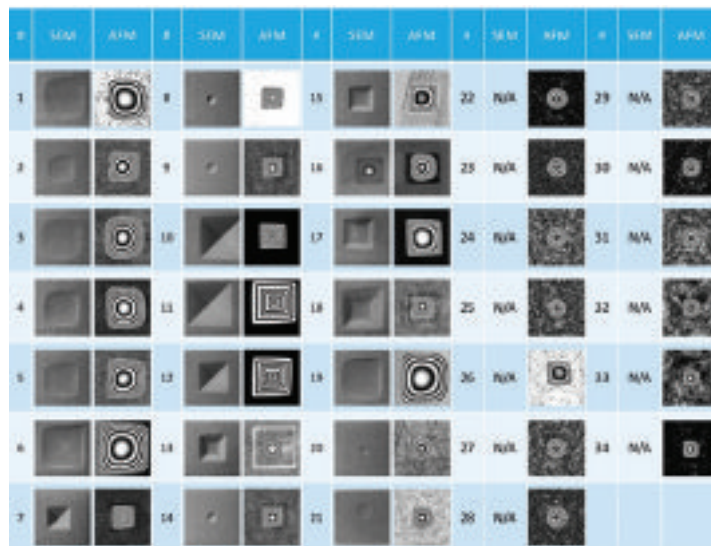 # SEM AFM # SEM AFM # SEM AFM # SEM AFM # SEM AFM
1 8 15 22 N/A 29 N/A
2 9 16 23 N/A 30 N/A
3 10 17 24 N/A 31 N/A
4 11 18 25 N/A 32 N/A
5 12 19 26 N/A 33 N/A
6 13 20 27 N/A 34 N/A
7 14 21 28 N/A